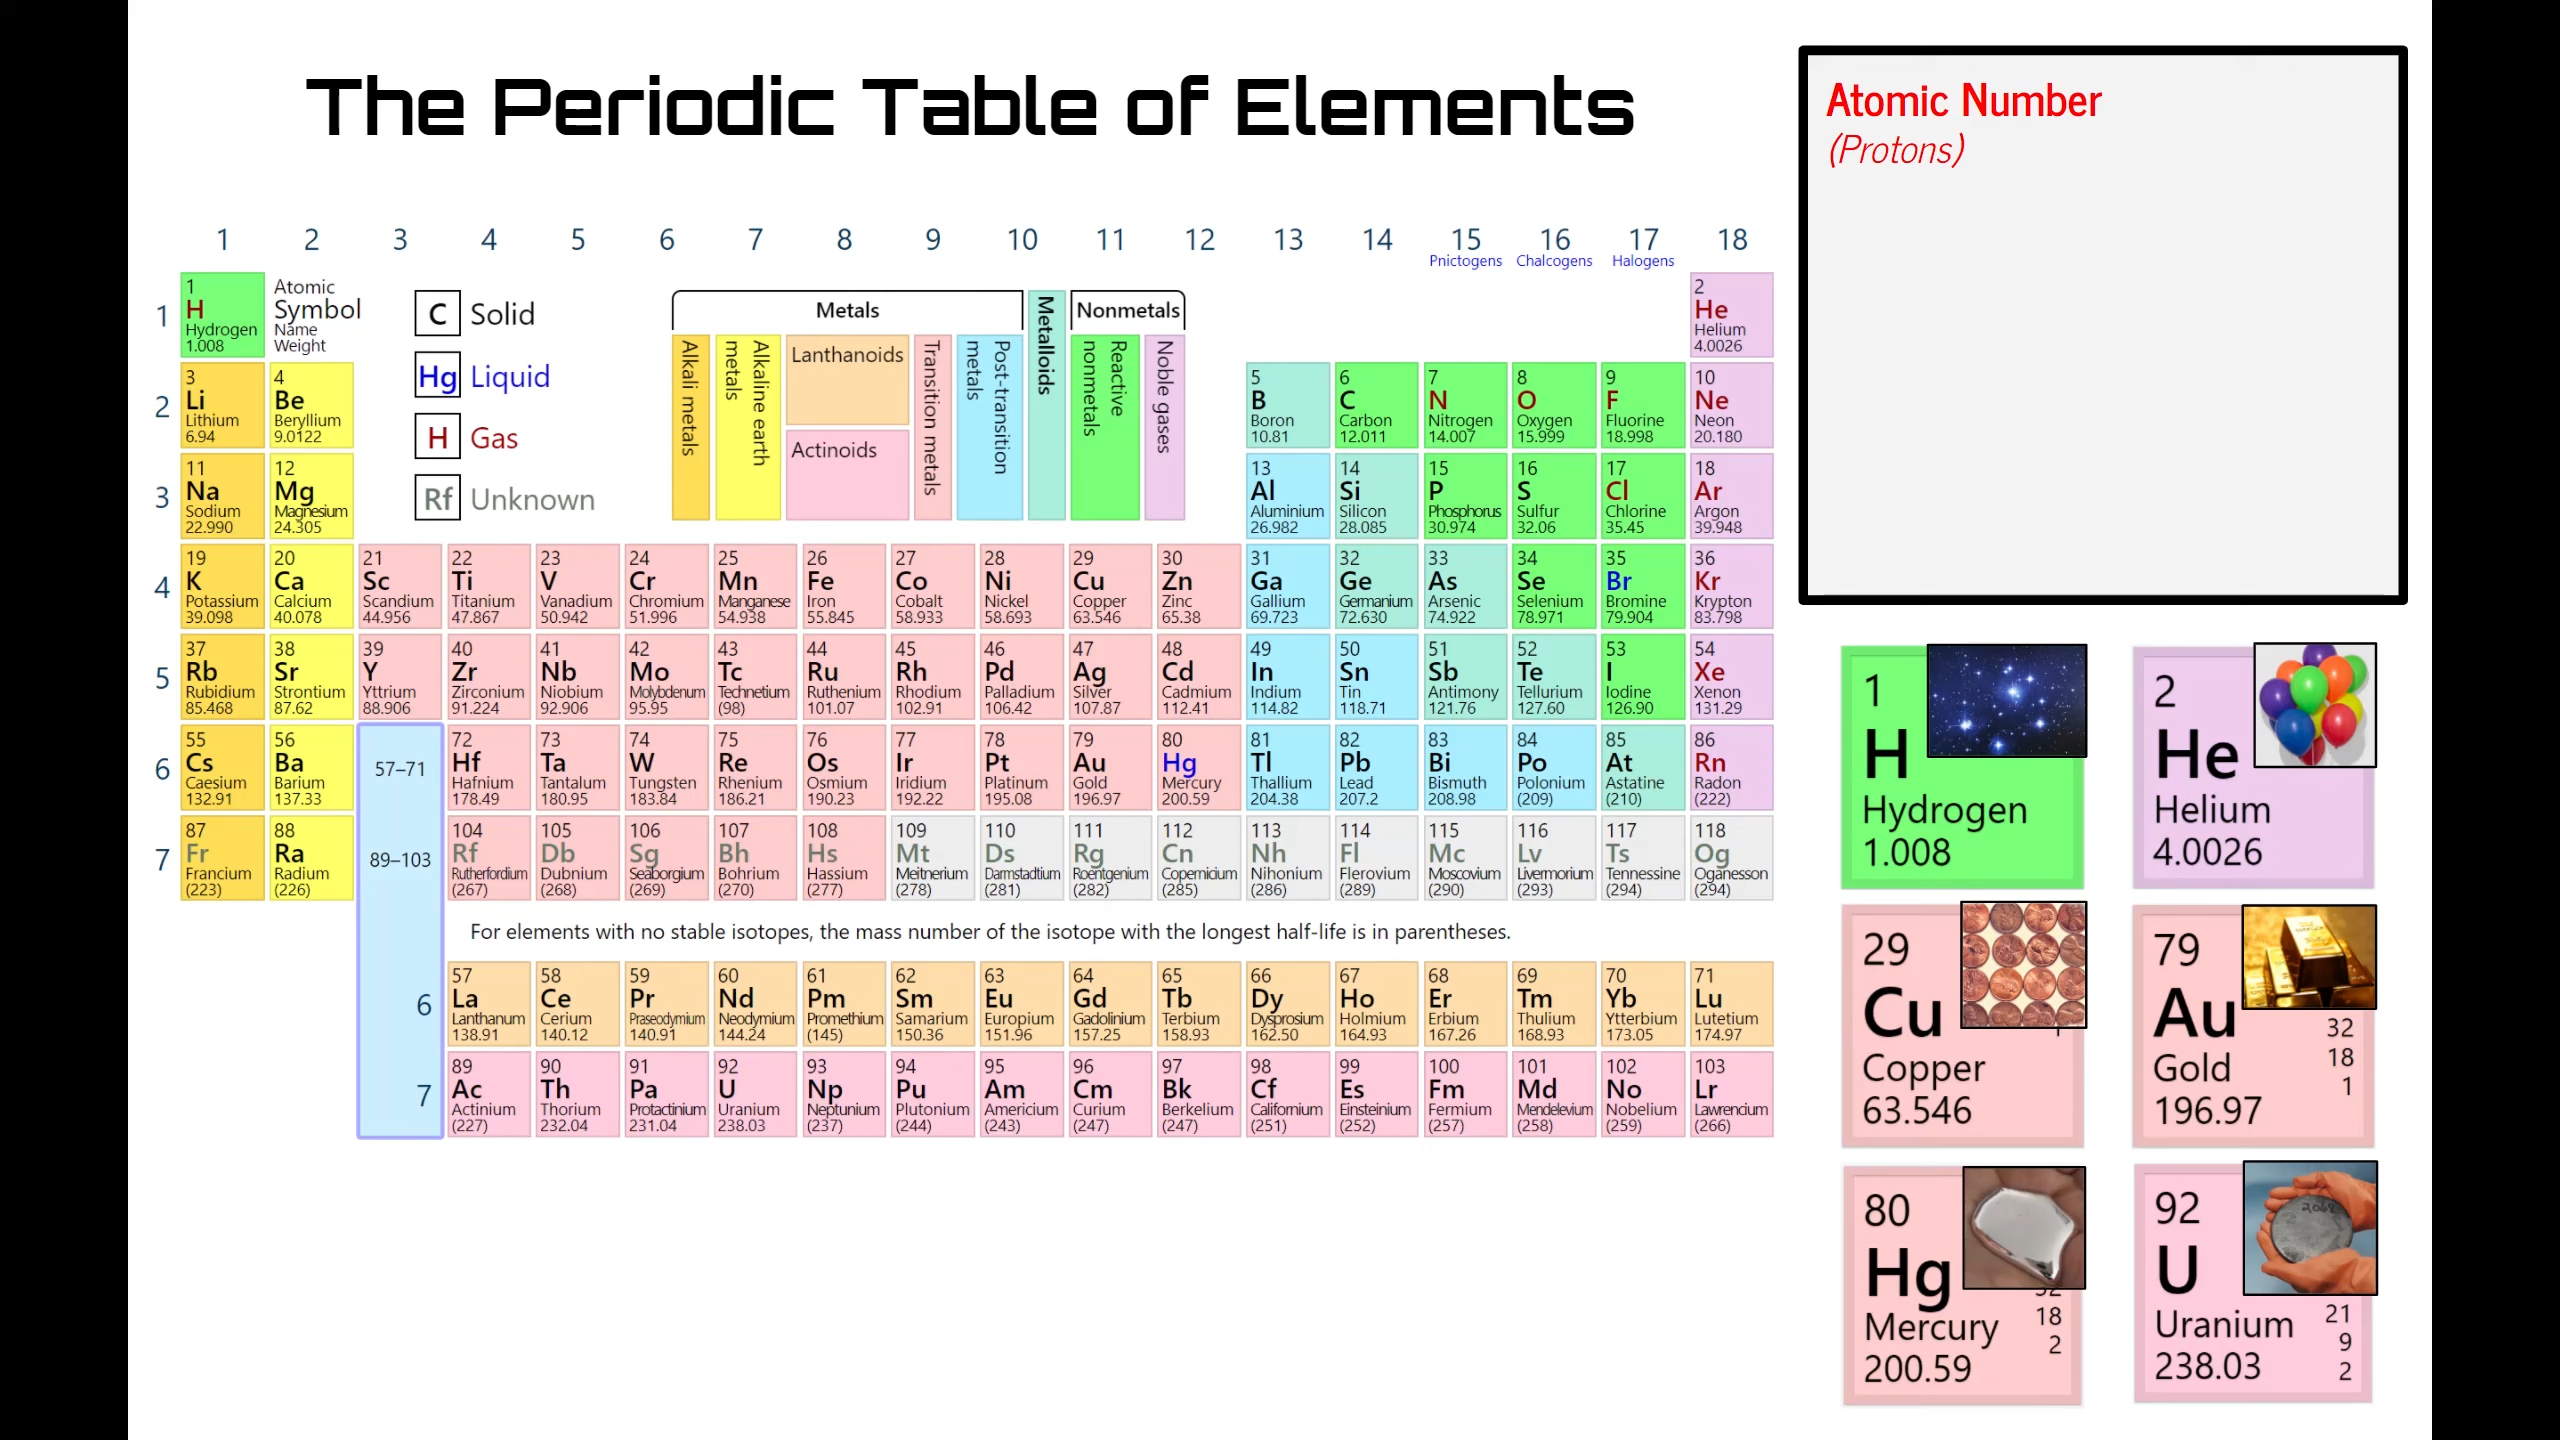 The Periodic Table of Elements
Atomic Number
(Protons)
1 2 3 4 5 6 7 8 9 10 11 12 13 14 15 16 17 18
Pnictogens Chalcogens Halogens
1
1
H
Hydrogen
1.008
Atomic
Symbol
Name
Weight
C Solid
Hg Liquid
H Gas
Rf Unknown
Metals
Alkali metals
Alkaline earth
metals
Lanthanoids
Actinoids
Transition metals
Post-transition
metals
Metalloids
Nonmetals
Reactive
nonmetals
Noble gases
2
He
Helium
4.0026
2
3 4 5 6 7 8 9 10
Li Be B C N O F Ne
Lithium Beryllium Boron Carbon Nitrogen Oxygen Fluorine Neon
6.94 9.0122 10.81 12.011 14.007 15.999 18.998 20.180
3
11 12 13 14 15 16 17 18
Na Mg Al Si P S Cl Ar
Sodium Magnesium Aluminium Silicon Phosphorus Sulfur Chlorine Argon
22.990 24.305 26.982 28.085 30.974 32.06 35.45 39.948
4
19 20 21 22 23 24 25 26 27 28 29 30 31 32 33 34 35 36
K Ca Sc Ti V Cr Mn Fe Co Ni Cu Zn Ga Ge As Se Br Kr
Potassium Calcium Scandium Titanium Vanadium Chromium Manganese Iron Cobalt Nickel Copper Zinc Gallium Germanium Arsenic Selenium Bromine Krypton
39.098 40.078 44.956 47.867 50.942 51.996 54.938 55.845 58.933 58.693 63.546 65.38 69.723 72.630 74.922 78.971 79.904 83.798
5
37 38 39 40 41 42 43 44 45 46 47 48 49 50 51 52 53 54
Rb Sr Y Zr Nb Mo Tc Ru Rh Pd Ag Cd In Sn Sb Te I Xe
Rubidium Strontium Yttrium Zirconium Niobium Molybdenum Technetium Ruthenium Rhodium Palladium Silver Cadmium Indium Tin Antimony Tellurium Iodine Xenon
85.468 87.62 88.906 91.224 92.906 95.95 (98) 101.07 102.91 106.42 107.87 112.41 114.82 118.71 121.76 127.60 126.90 131.29
6
55 56 57–71 72 73 74 75 76 77 78 79 80 81 82 83 84 85 86
Cs Ba Hf Ta W Re Os Ir Pt Au Hg Tl Pb Bi Po At Rn
Caesium Barium Hafnium Tantalum Tungsten Rhenium Osmium Iridium Platinum Gold Mercury Thallium Lead Bismuth Polonium Astatine Radon
132.91 137.33 178.49 180.95 183.84 186.21 190.23 192.22 195.08 196.97 200.59 204.38 207.2 208.98 (209) (210) (222)
7
87 88 89–103 104 105 106 107 108 109 110 111 112 113 114 115 116 117 118
Fr Ra Rf Db Sg Bh Hs Mt Ds Rg Cn Nh Fl Mc Lv Ts Og
Francium Radium Rutherfordium Dubnium Seaborgium Bohrium Hassium Meitnerium Darmstadtium Roentgenium Copernicium Nihonium Flerovium Moscovium Livermorium Tennessine Oganesson
(223) (226) (267) (268) (269) (270) (277) (278) (281) (282) (285) (286) (289) (290) (293) (294) (294)
For elements with no stable isotopes, the mass number of the isotope with the longest half-life is in parentheses.
6
57 58 59 60 61 62 63 64 65 66 67 68 69 70 71
La Ce Pr Nd Pm Sm Eu Gd Tb Dy Ho Er Tm Yb Lu
Lanthanum Cerium Praseodymium Neodymium Promethium Samarium Europium Gadolinium Terbium Dysprosium Holmium Erbium Thulium Ytterbium Lutetium
138.91 140.12 140.91 144.24 (145) 150.36 151.96 157.25 158.93 162.50 164.93 167.26 168.93 173.05 174.97
7
89 90 91 92 93 94 95 96 97 98 99 100 101 102 103
Ac Th Pa U Np Pu Am Cm Bk Cf Es Fm Md No Lr
Actinium Thorium Protactinium Uranium Neptunium Plutonium Americium Curium Berkelium Californium Einsteinium Fermium Mendelevium Nobelium Lawrencium
(227) 232.04 231.04 238.03 (237) (244) (243) (247) (247) (251) (252) (257) (258) (259) (266)
1
H
Hydrogen
1.008
2
He
Helium
4.0026
29
Cu
Copper
63.546
79
Au
Gold
196.97
32
18
1
80
Hg
Mercury
200.59
18
2
92
U
Uranium
238.03
21
9
2